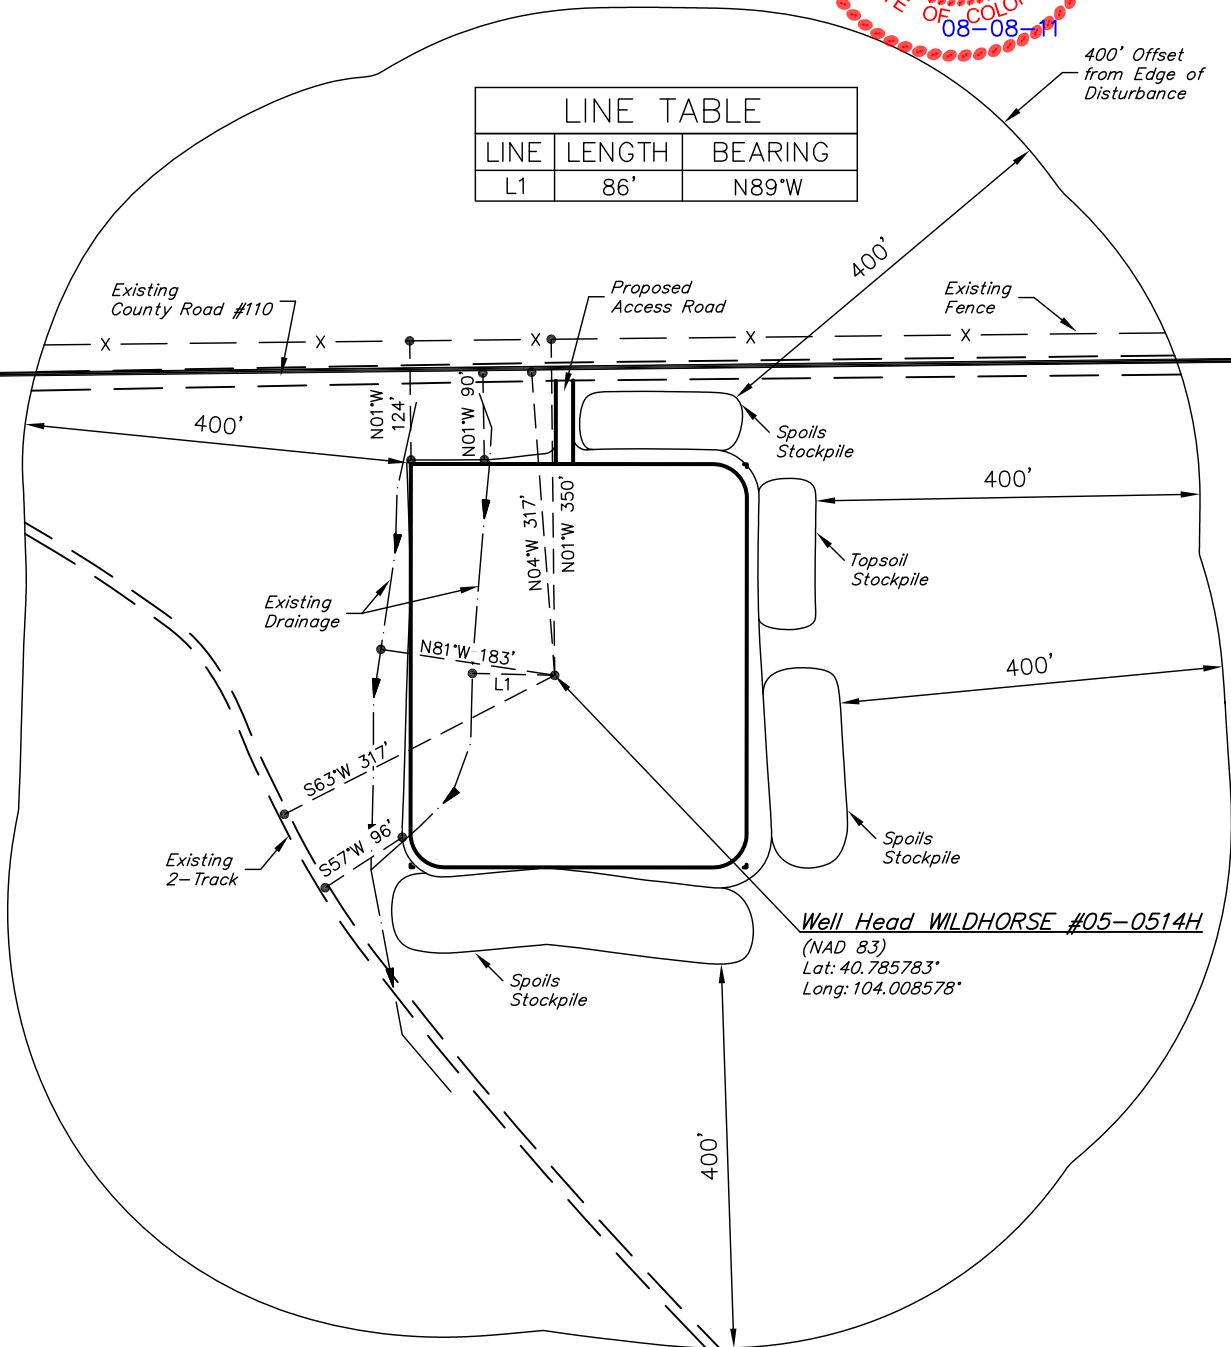 OF COLO
08-08-11
400' Offset
from Edge of
Disturbance
LINE TABLE
LINE LENGTH BEARING
L1 86' N89°W
400'
Existing
County Road #110
Proposed
Access Road
Existing
Fence
N01°W
124'
N01°W 90'
400'
Spoils
Stockpile
400'
N04°W 317'
N01°W 350'
Topsoil
Stockpile
Existing
Drainage
N81°W 183'
L1
400'
S63°W 317'
S57°W 96'
Existing
2-Track
Spoils
Stockpile
Well Head WILDHORSE #05-0514H
(NAD 83)
Lat: 40.785783°
Long: 104.008578°
Spoils
Stockpile
400'
X X X X X